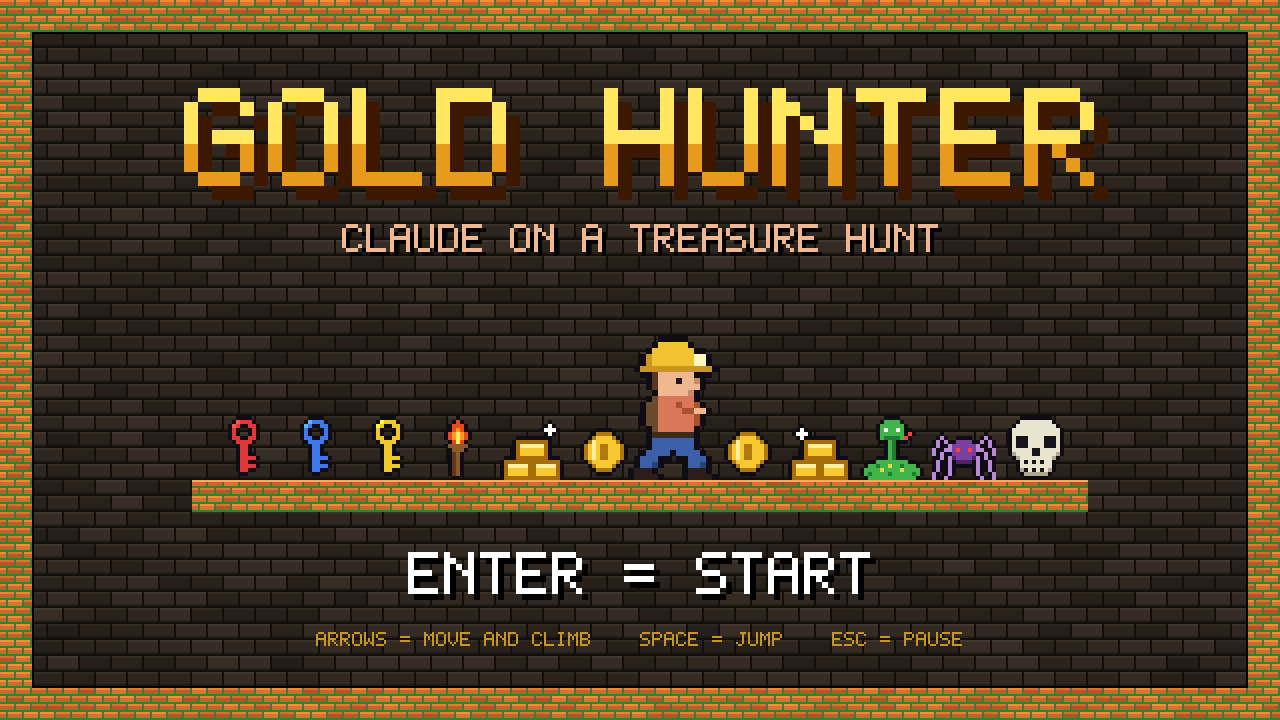 GOLD HUNTER
CLAUDE ON A TREASURE HUNT
ENTER = START
ARROWS = MOVE AND CLIMB SPACE = JUMP ESC = PAUSE